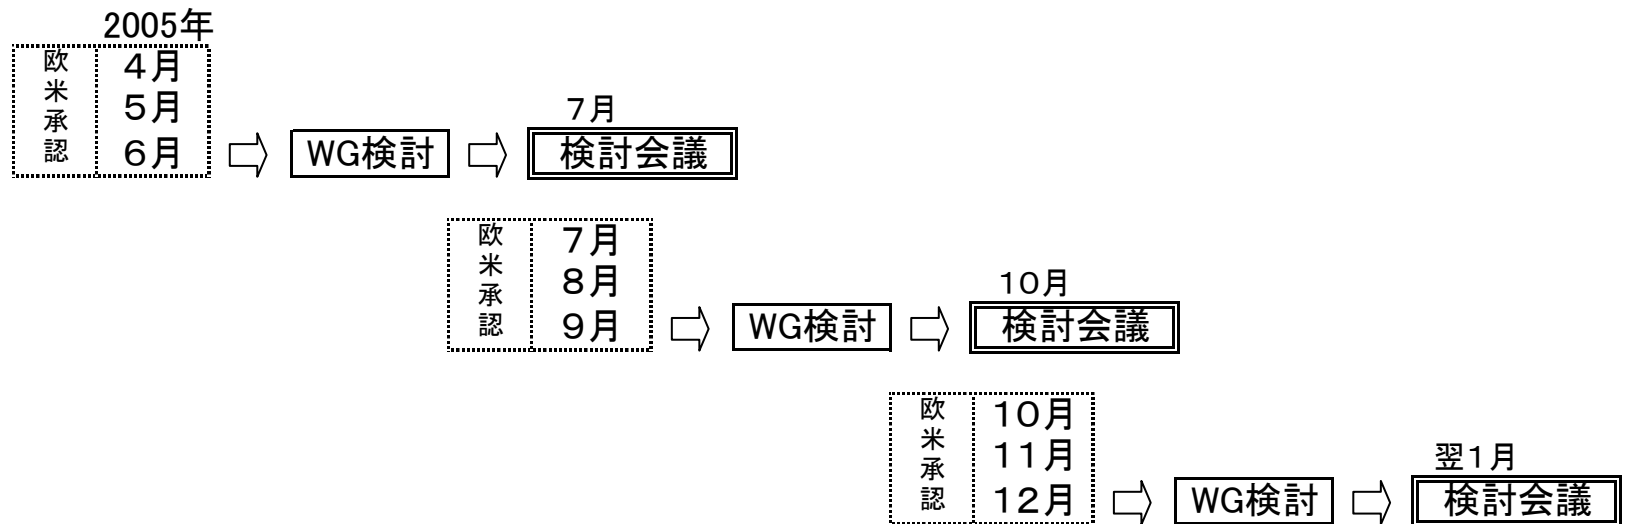 2005年
欧米承認
４月
５月
６月
WG検討
７月
検討会議
欧米承認
７月
８月
９月
WG検討
１０月
検討会議
欧米承認
１０月
１１月
１２月
WG検討
翌１月
検討会議